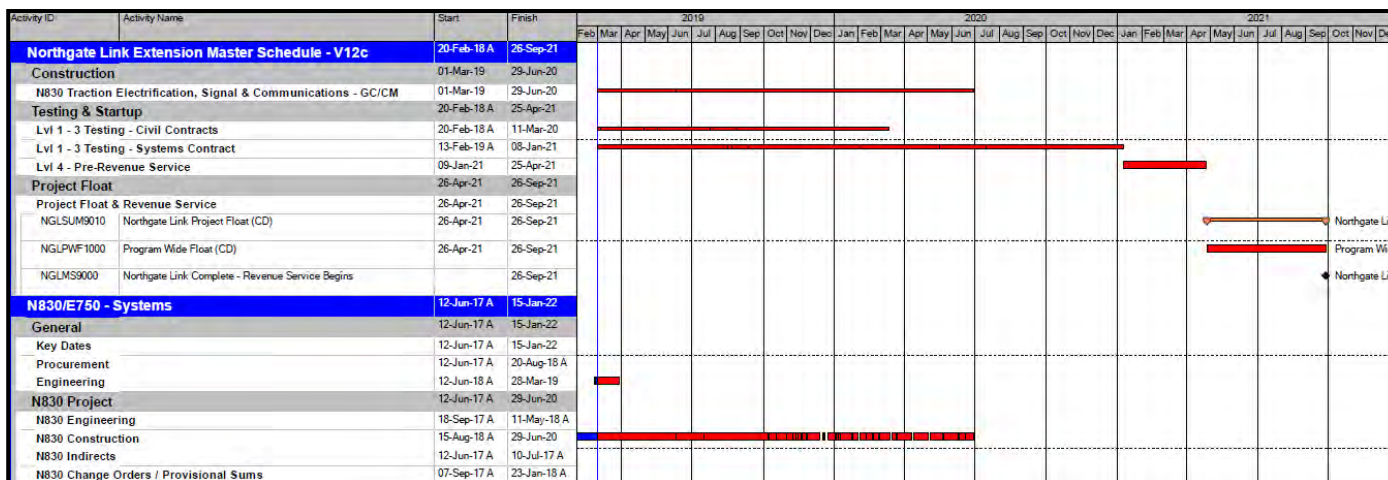 Activity ID Activity Name Start Finish 2019 2020 2021
Feb Mar Apr May Jun Jul Aug Sep Oct Nov Dec Jan Feb Mar Apr May Jun Jul Aug Sep Oct Nov Dec Jan Feb Mar Apr May Jun Jul Aug Sep Oct Nov De
Northgate Link Extension Master Schedule - V12c 20-Feb-18 A 26-Sep-21
Construction 01-Mar-19 29-Jun-20
N830 Traction Electrification, Signal & Communications - GC/CM 01-Mar-19 29-Jun-20
Testing & Startup 20-Feb-18 A 25-Apr-21
Lvl 1 - 3 Testing - Civil Contracts 20-Feb-18 A 11-Mar-20
Lvl 1 - 3 Testing - Systems Contract 13-Feb-19 A 08-Jan-21
Lvl 4 - Pre-Revenue Service 09-Jan-21 25-Apr-21
Project Float 26-Apr-21 26-Sep-21
Project Float & Revenue Service 26-Apr-21 26-Sep-21
NGLSUM9010 Northgate Link Project Float (CD) 26-Apr-21 26-Sep-21 Northgate Li
NGLPWF1000 Program Wide Float (CD) 26-Apr-21 26-Sep-21 Program Wi
NGLMS9000 Northgate Link Complete - Revenue Service Begins 26-Sep-21 Northgate Li
N830/E750 - Systems 12-Jun-17 A 15-Jan-22
General 12-Jun-17 A 15-Jan-22
Key Dates 12-Jun-17 A 15-Jan-22
Procurement 12-Jun-17 A 20-Aug-18 A
Engineering 12-Jun-18 A 28-Mar-19
N830 Project 12-Jun-17 A 29-Jun-20
N830 Engineering 18-Sep-17 A 11-May-18 A
N830 Construction 15-Aug-18 A 29-Jun-20
N830 Indirects 12-Jun-17 A 10-Jul-17 A
N830 Change Orders / Provisional Sums 07-Sep-17 A 23-Jan-18 A